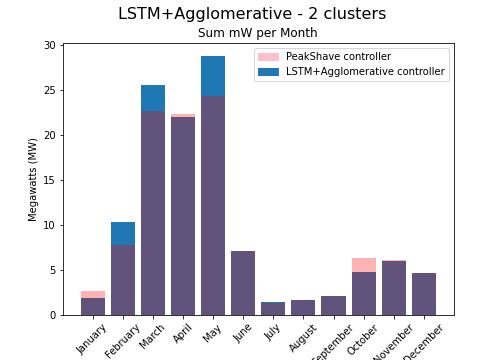 LSTM+Agglomerative - 2 clusters
Sum mW per Month
PeakShave controller
LSTM+Agglomerative controller
Megawatts (MW)
30
25
20
15
10
5
0
January
February
March
April
May
June
July
August
September
October
November
December